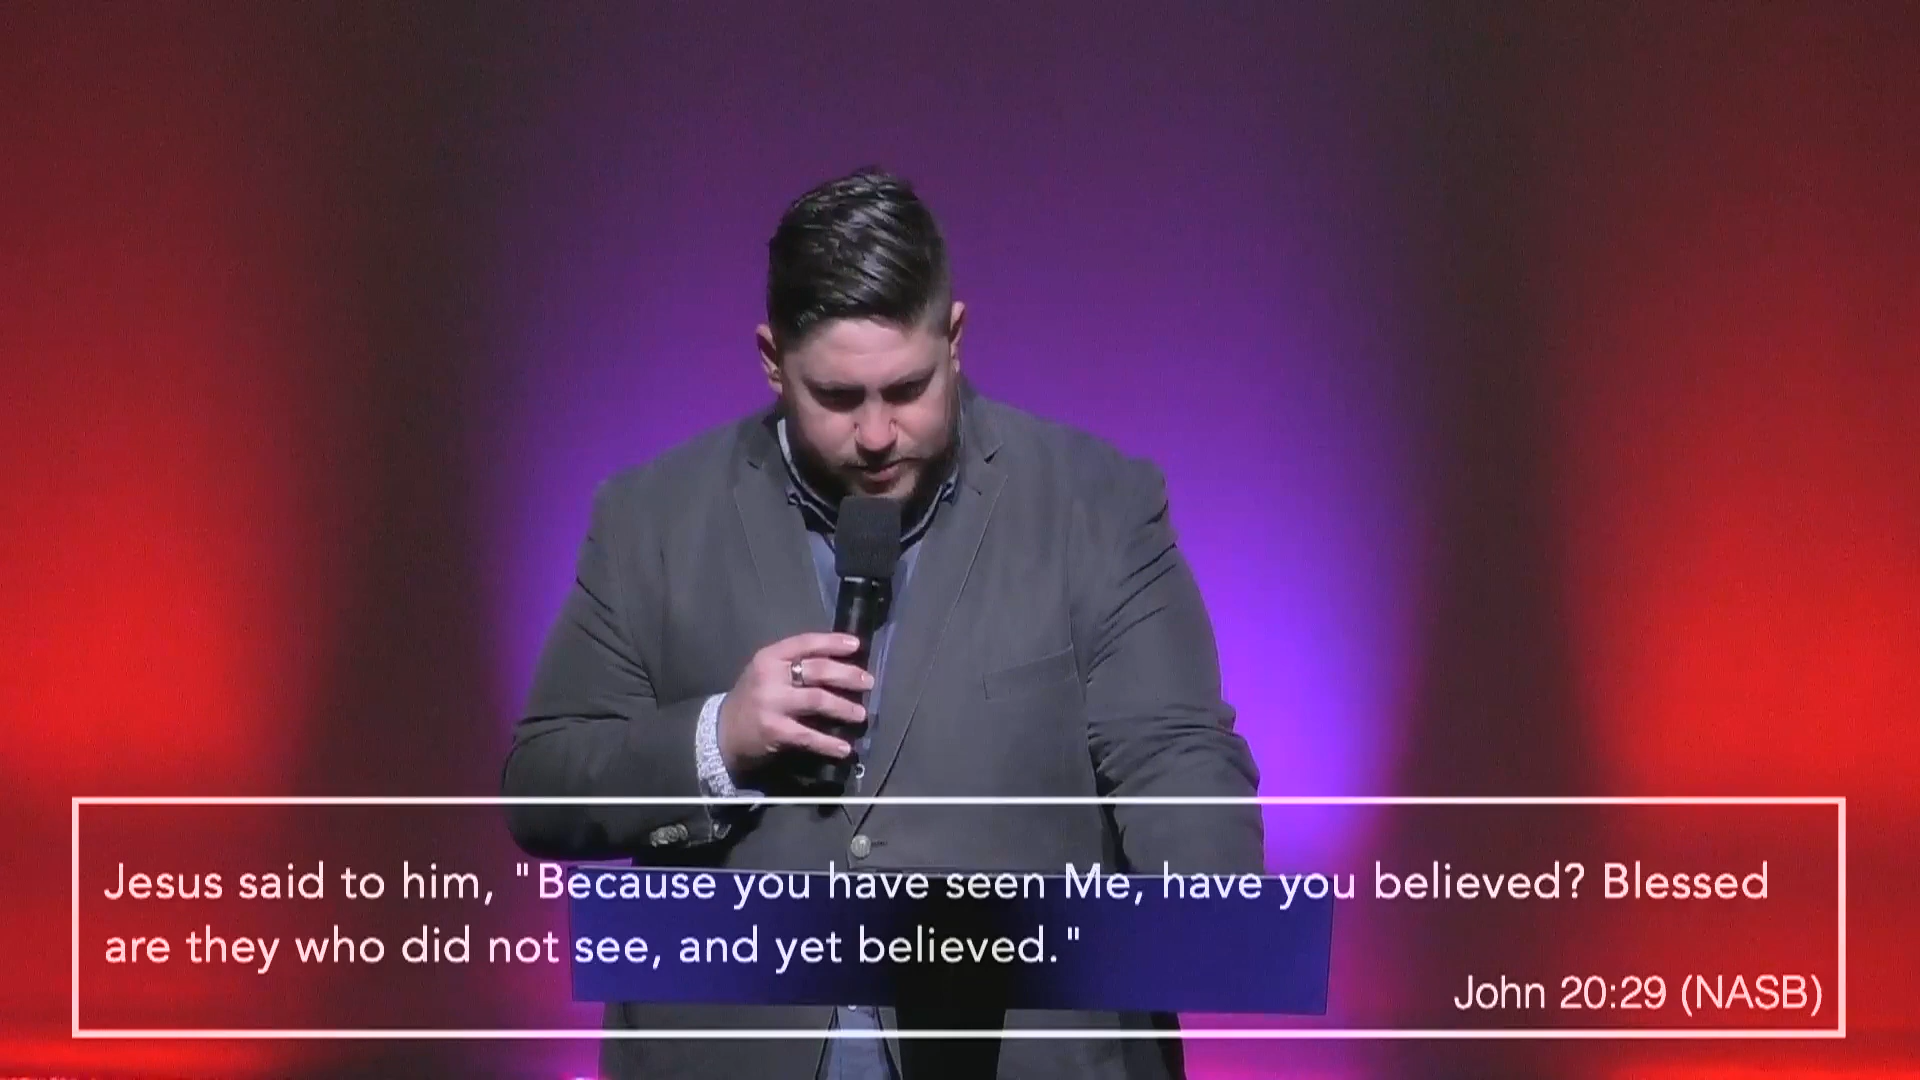 Jesus said to him, "Because you have seen Me, have you believed? Blessed
are they who did not see, and yet believed."
John 20:29 (NASB)